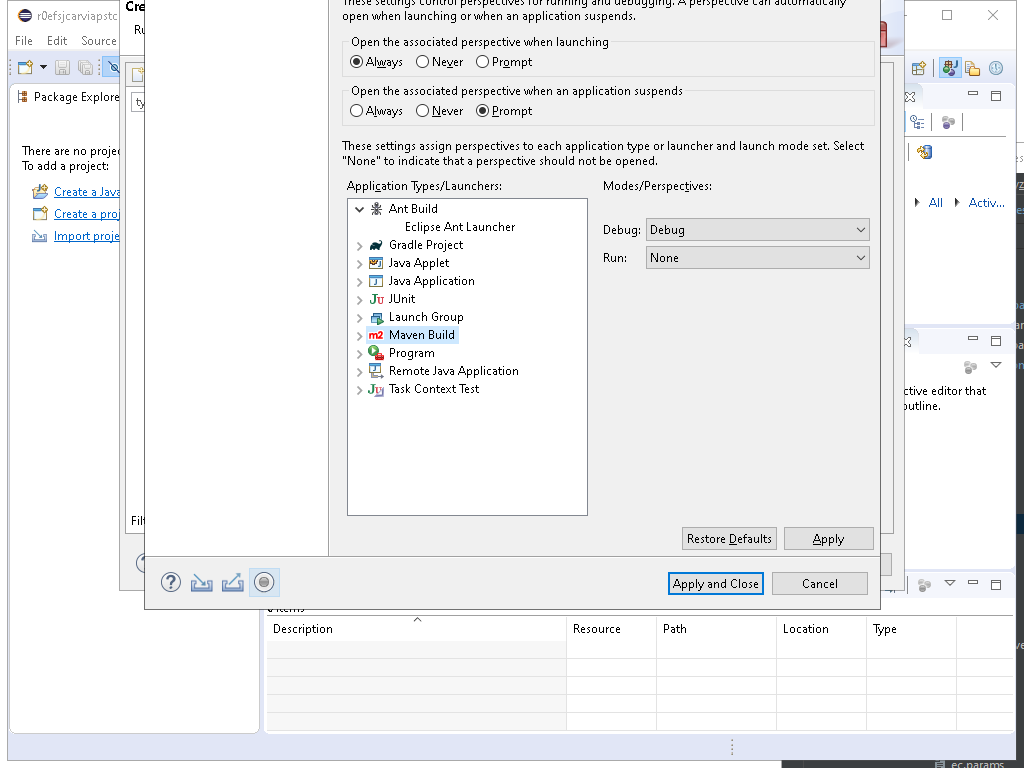 r0efsjcarviapstc
File Edit Source
Package Explore
There are no proje
To add a project:
Create a Java
Create a proj
Import proje
Cre
Ru
ty
Filt
These settings control perspectives for running and debugging. A perspective can automatically
open when launching or when an application suspends.
Open the associated perspective when launching
Always Never Prompt
Open the associated perspective when an application suspends
Always Never Prompt
These settings assign perspectives to each application type or launcher and launch mode set. Select
"None" to indicate that a perspective should not be opened.
Application Types/Launchers:
Modes/Perspectives:
Ant Build
Eclipse Ant Launcher
Gradle Project
Java Applet
Java Application
JUnit
Launch Group
Maven Build
Program
Remote Java Application
Task Context Test
Debug: Debug
Run: None
Restore Defaults Apply
Apply and Close Cancel
All Activ...
ctive editor that
outline.
items
Description Resource Path Location Type
ec.params